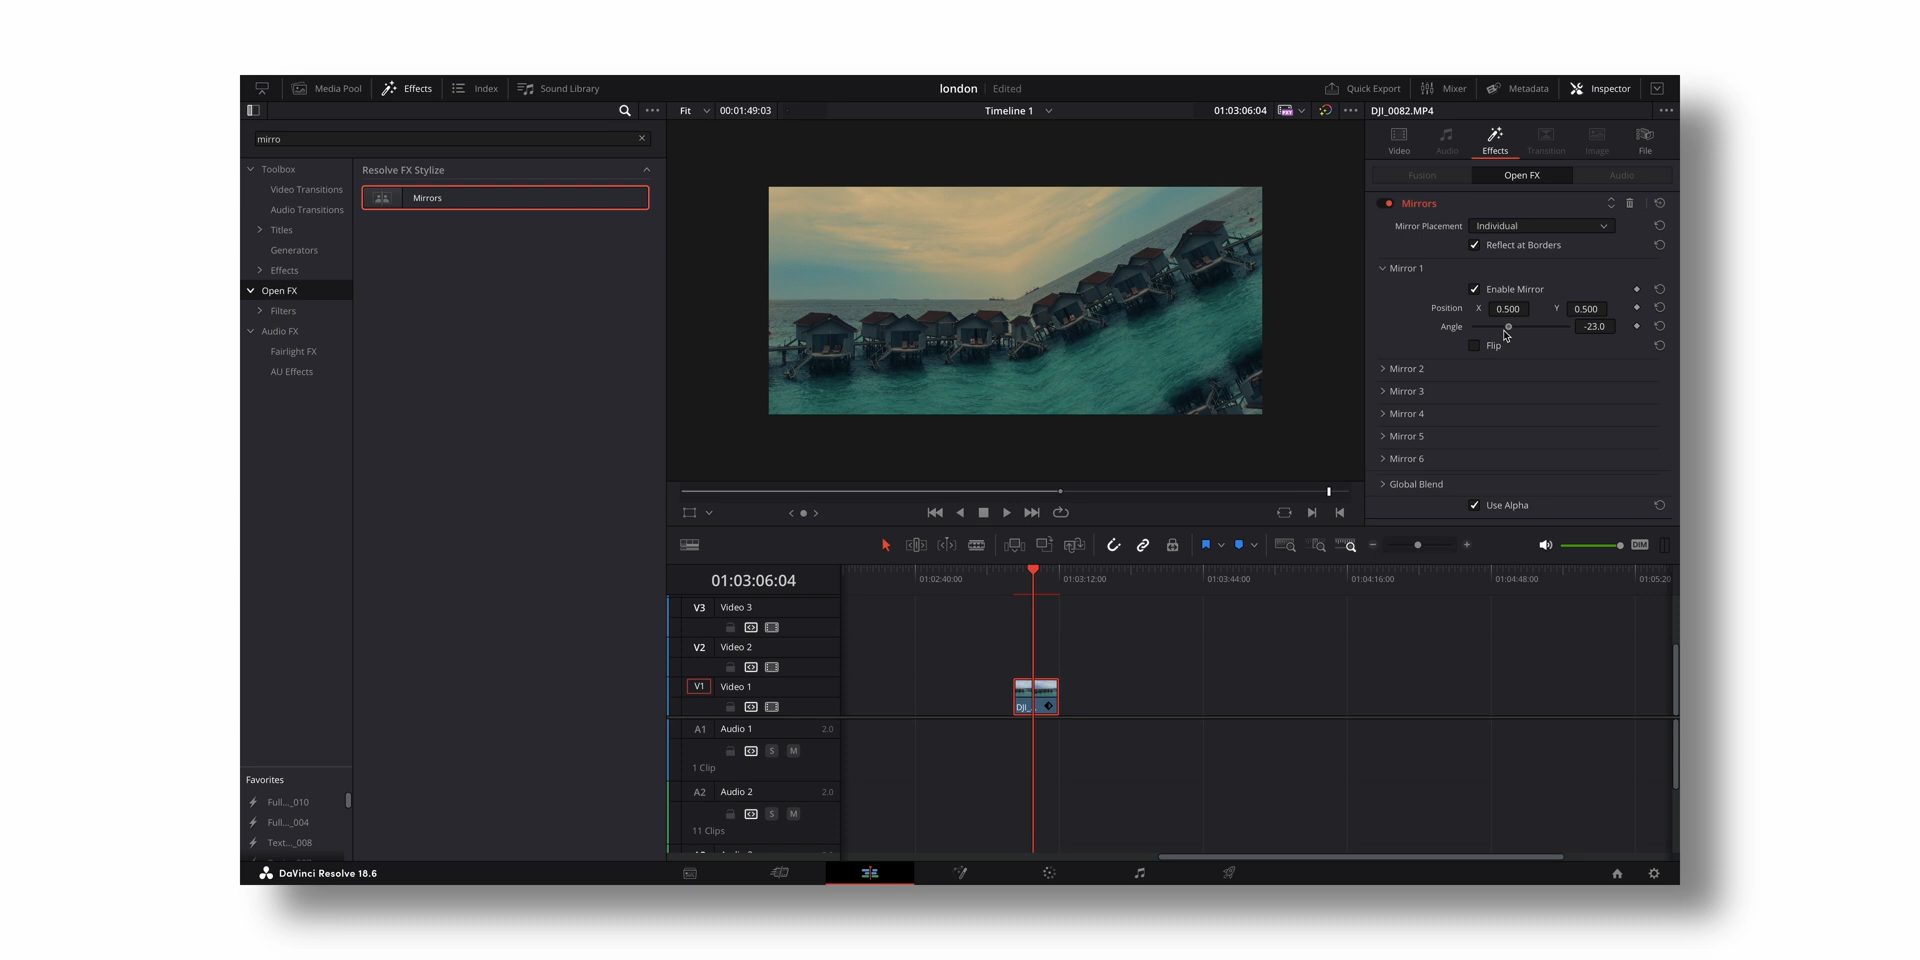 Media Pool
Effects
Index
Sound Library
london
Edited
Quick Export
Mixer
Metadata
Inspector
Fit
00:01:49:03
Timeline 1
01:03:06:04
DJI_0082.MP4
mirro
Toolbox
Video Transitions
Audio Transitions
Titles
Generators
Effects
Open FX
Filters
Audio FX
Fairlight FX
AU Effects
Resolve FX Stylize
Mirrors
Video
Audio
Effects
Transition
Image
File
Fusion
Open FX
Audio
Mirrors
Mirror Placement Individual
Reflect at Borders
Mirror 1
Enable Mirror
Position X 0.500 Y 0.500
Angle -23.0
Flip
Mirror 2
Mirror 3
Mirror 4
Mirror 5
Mirror 6
Global Blend
Use Alpha
DIM
01:03:06:04
01:02:40:00
01:03:12:00
01:03:44:00
01:04:16:00
01:04:48:00
01:05:20
V3 Video 3
V2 Video 2
V1 Video 1
DJI_...
A1 Audio 1 2.0
S M
1 Clip
A2 Audio 2 2.0
S M
11 Clips
Favorites
Full..._010
Full..._004
Text..._008
DaVinci Resolve 18.6